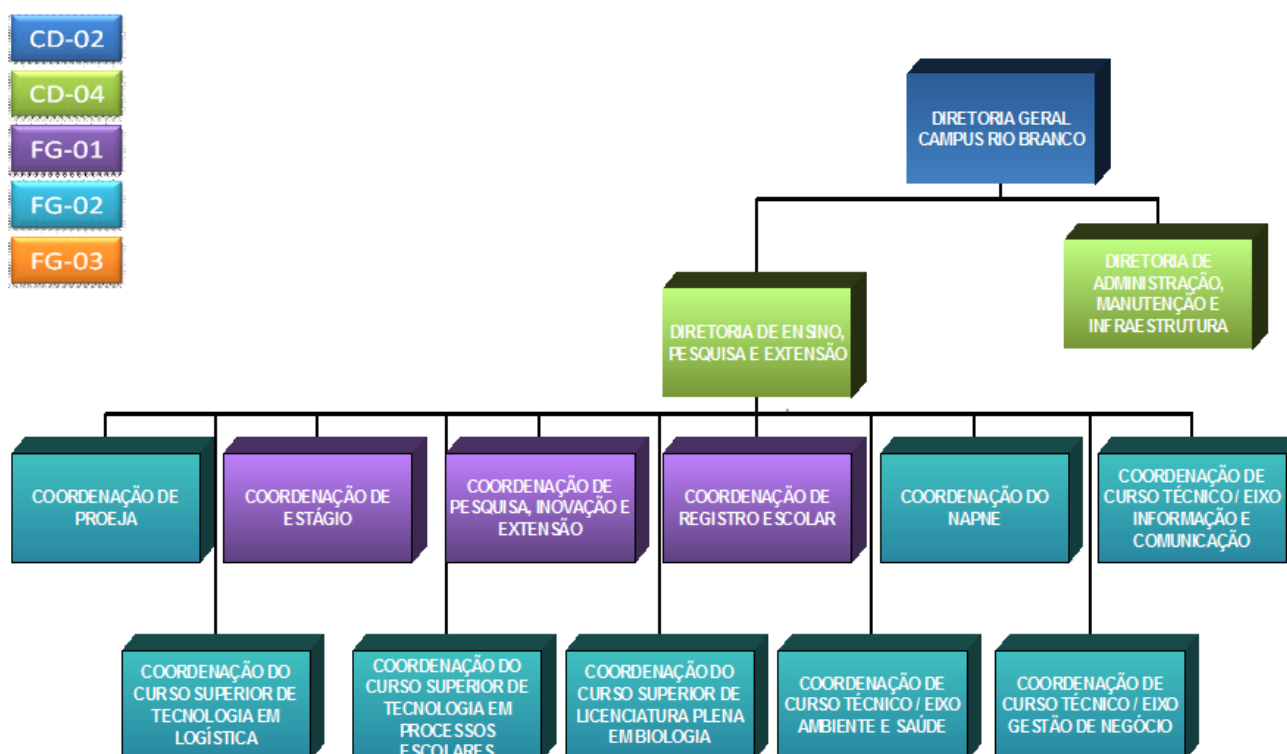 CD-02
CD-04
FG-01
FG-02
FG-03
DIRETORIA GERAL
CAMPUS RIO BRANCO
DIRETORIA DE
ADMINISTRAÇÃO,
MANUTENÇÃO E
INFRAESTRUTURA
DIRETORIA DE ENSINO,
PESQUISA E EXTENSÃO
COORDENAÇÃO DE
PROEJA
COORDENAÇÃO DE
ESTÁGIO
COORDENAÇÃO DE
PESQUISA, INOVAÇÃO E
EXTENSÃO
COORDENAÇÃO DE
REGISTRO ESCOLAR
COORDENAÇÃO DO
NAPNE
COORDENAÇÃO DE
CURSO TÉCNICO / EIXO
INFORMAÇÃO E
COMUNICAÇÃO
COORDENAÇÃO DO
CURSO SUPERIOR DE
TECNOLOGIA EM
LOGÍSTICA
COORDENAÇÃO DO
CURSO SUPERIOR DE
TECNOLOGIA EM
PROCESSOS
ESCOLARES
COORDENAÇÃO DO
CURSO SUPERIOR DE
LICENCIATURA PLENA
EM BIOLOGIA
COORDENAÇÃO DE
CURSO TÉCNICO / EIXO
AMBIENTE E SAÚDE
COORDENAÇÃO DE
CURSO TÉCNICO / EIXO
GESTÃO DE NEGÓCIO